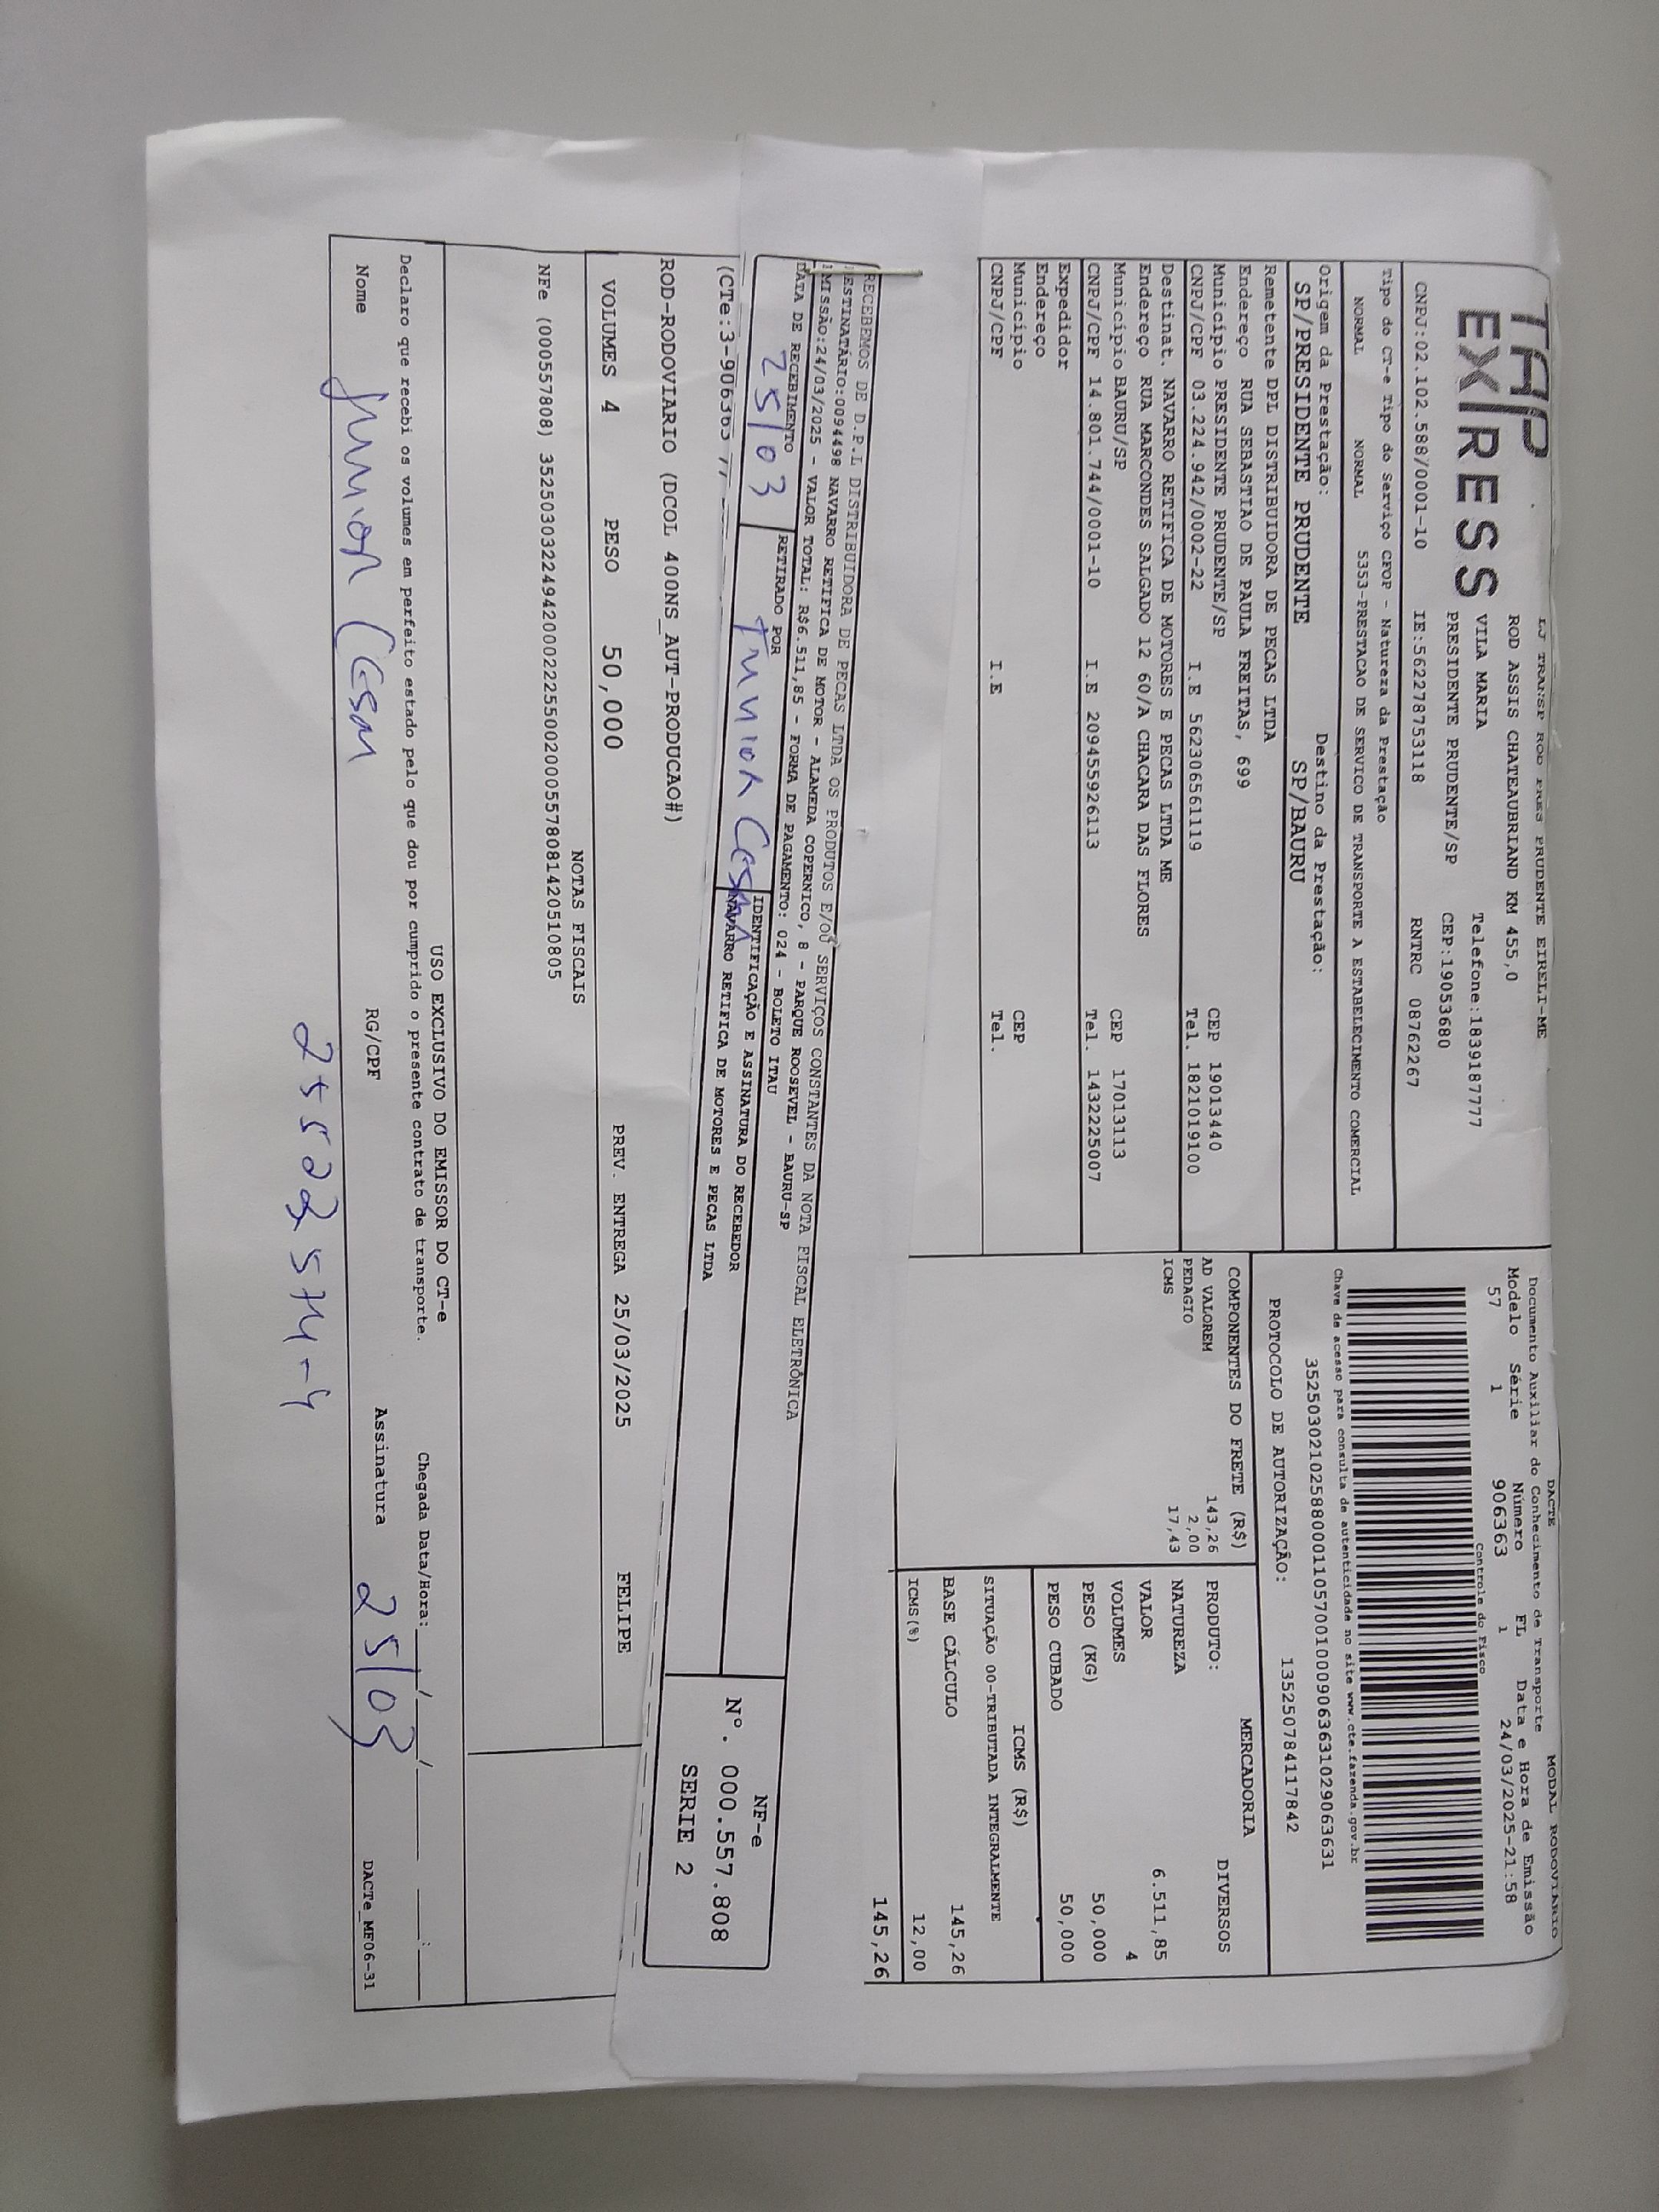 TAP EX/RESS
LJ TRANSP ROD PRES PRUDENTE EIRELI-ME
ROD ASSIS CHATEAUBRIAND KM 455,0
VILA MARIA Telefone:1839187777
PRESIDENTE PRUDENTE/SP CEP:19053680
CNPJ:02.102.588/0001-10 IE:562278753118 RNTRC 08762267
Tipo do CT-e Tipo do Serviço CFOP - Natureza da Prestação
NORMAL NORMAL 5353-PRESTACAO DE SERVICO DE TRANSPORTE A ESTABELECIMENTO COMERCIAL
Origem da Prestação: Destino da Prestação:
SP/PRESIDENTE PRUDENTE SP/BAURU
Remetente DPL DISTRIBUIDORA DE PECAS LTDA
Endereço RUA SEBASTIAO DE PAULA FREITAS, 699
Município PRESIDENTE PRUDENTE/SP CEP 19013440
CNPJ/CPF 03.224.942/0002-22 I.E 562306561119 Tel. 1821019100
Destinat. NAVARRO RETIFICA DE MOTORES E PECAS LTDA ME
Endereço RUA MARCONDES SALGADO 12 60/A CHACARA DAS FLORES
Município BAURU/SP CEP 17013113
CNPJ/CPF 14.801.744/0001-10 I.E 209455926113 Tel. 1432225007
Expedidor
Endereço
Município CEP
CNPJ/CPF I.E Tel.
DACTE MODAL RODOVIARIO
Documento Auxiliar do Conhecimento de Transporte
Modelo Série Número FL Data e Hora de Emissão
57 1 906363 1 24/03/2025-21:58
Controle do Fisco
Chave de acesso para consulta de autenticidade no site www.cte.fazenda.gov.br
35250302102588000110570010009063631029063631
PROTOCOLO DE AUTORIZAÇÃO: 135250784117842
COMPONENTES DO FRETE (R$)
AD VALOREM 143,26
PEDAGIO 2,00
ICMS 17,43
MERCADORIA
PRODUTO: DIVERSOS
NATUREZA
VALOR 6.511,85
VOLUMES 4
PESO (KG) 50,000
PESO CUBADO 50,000
ICMS (R$)
SITUAÇÃO 00-TRIBUTADA INTEGRALMENTE
BASE CÁLCULO 145,26
ICMS(%) 12,00
145,26
RECEBEMOS DE D.P.L DISTRIBUIDORA DE PECAS LTDA OS PRODUTOS E/OU SERVIÇOS CONSTANTES DA NOTA FISCAL ELETRÔNICA
DESTINATÁRIO:0094498 NAVARRO RETIFICA DE MOTOR - ALAMEDA COPERNICO, 8 - PARQUE ROOSEVEL - BAURU-SP
EMISSÃO:24/03/2025 - VALOR TOTAL: R$6.511,85 - FORMA DE PAGAMENTO: 024 - BOLETO ITAU
DATA DE RECEBIMENTO RETIRADO POR IDENTIFICAÇÃO E ASSINATURA DO RECEBEDOR
25/03 Junior Cesar NAVARRO RETIFICA DE MOTORES E PECAS LTDA
NF-e
Nº. 000.557.808
SERIE 2
(CTe:3-906363
ROD-RODOVIARIO (DCOL 400NS_AUT-PRODUCAO#)
VOLUMES 4 PESO 50,000 PREV. ENTREGA 25/03/2025 FELIPE
NOTAS FISCAIS
NFe (000557808) 35250303224942000222550020005578081420510805
USO EXCLUSIVO DO EMISSOR DO CT-e
Declaro que recebi os volumes em perfeito estado pelo que dou por cumprido o presente contrato de transporte. Chegada Data/Hora: __/__/____ __:__
Nome Junior Cesar RG/CPF Assinatura 25/03 DACTe_MF06-31